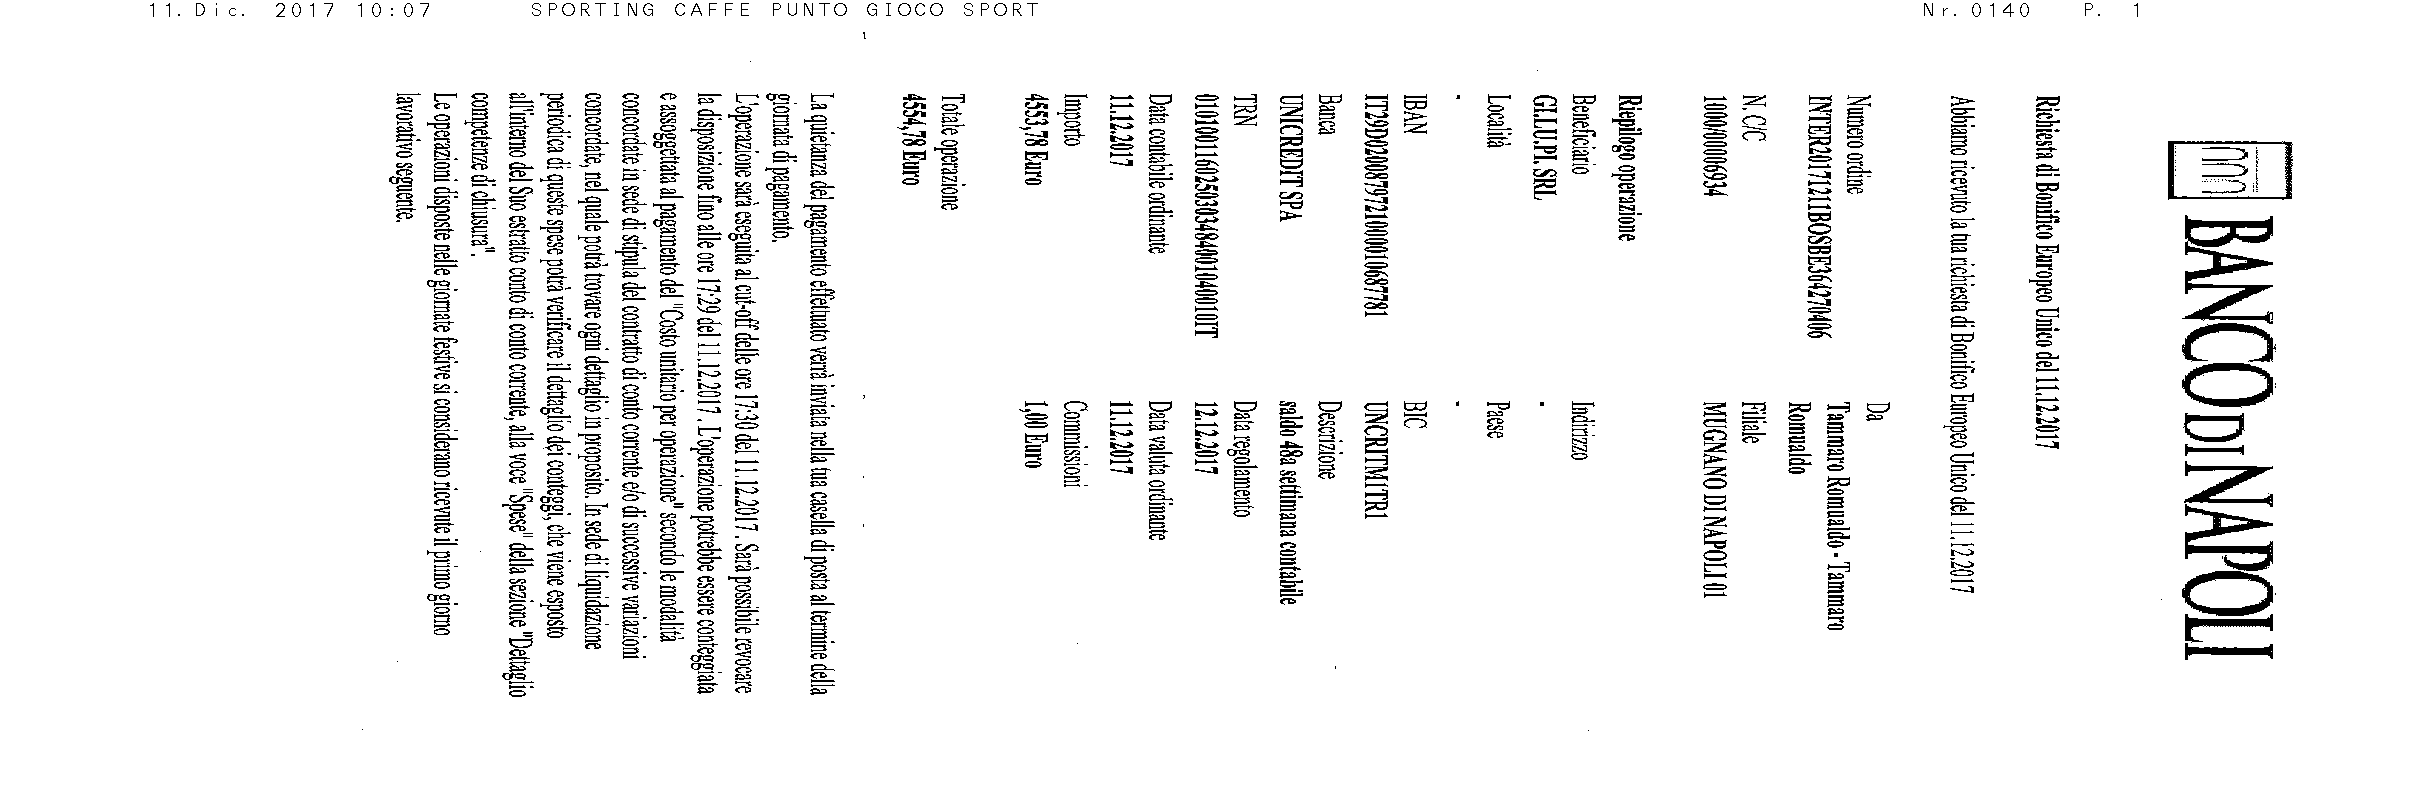 11.Dic. 2017 10:07 SPORTING CAFFE PUNTO GIOCO SPORT Nr.0140 P. 1
BANCO DI NAPOLI
Richiesta di Bonifico Europeo Unico del 11.12.2017
Abbiamo ricevuto la tua richiesta di Bonifico Europeo Unico del 11.12.2017
Da
Numero ordine Tammaro Romualdo - Tammaro
INTER20171211BOSBE364270406 Romualdo
N. C/C Filiale
1000/00006934 MUGNANO DI NAPOLI 01
Riepilogo operazione
Beneficiario Indirizzo
GI.LU.PI. SRL .
Località Paese
. .
IBAN BIC
IT29D0200879721000010687781 UNCRITM1TR1
Banca Descrizione
UNICREDIT SPA saldo 48a settimana contabile
TRN Data regolamento
0101001160250303484001040010IT 12.12.2017
Data contabile ordinante Data valuta ordinante
11.12.2017 11.12.2017
Importo Commissioni
4553,78 Euro 1,00 Euro
Totale operazione
4554,78 Euro
La quietanza del pagamento effettuato verrà inviata nella tua casella di posta al termine della
giornata di pagamento.
L'operazione sarà eseguita al cut-off delle ore 17:30 del 11.12.2017. Sarà possibile revocare
la disposizione fino alle ore 17:29 del 11.12.2017. L'operazione potrebbe essere conteggiata
e assoggettata al pagamento del "Costo unitario per operazione" secondo le modalità
concordate in sede di stipula del contratto di conto corrente e/o di successive variazioni
concordate, nel quale potrà trovare ogni dettaglio in proposito. In sede di liquidazione
periodica di queste spese potrà verificare il dettaglio dei conteggi, che viene esposto
all'interno del Suo estratto conto di conto corrente, alla voce "Spese" della sezione "Dettaglio
competenze di chiusura".
Le operazioni disposte nelle giornate festive si considerano ricevute il primo giorno
lavorativo seguente.